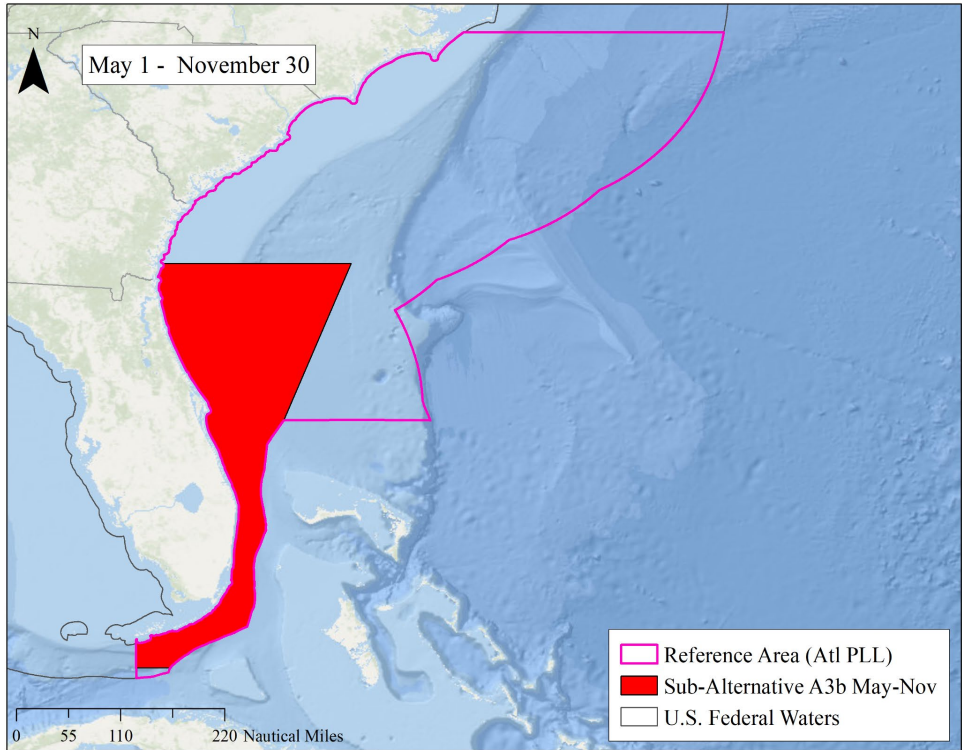 N
May 1 - November 30
Reference Area (Atl PLL)
Sub-Alternative A3b May-Nov
U.S. Federal Waters
0 55 110 220 Nautical Miles